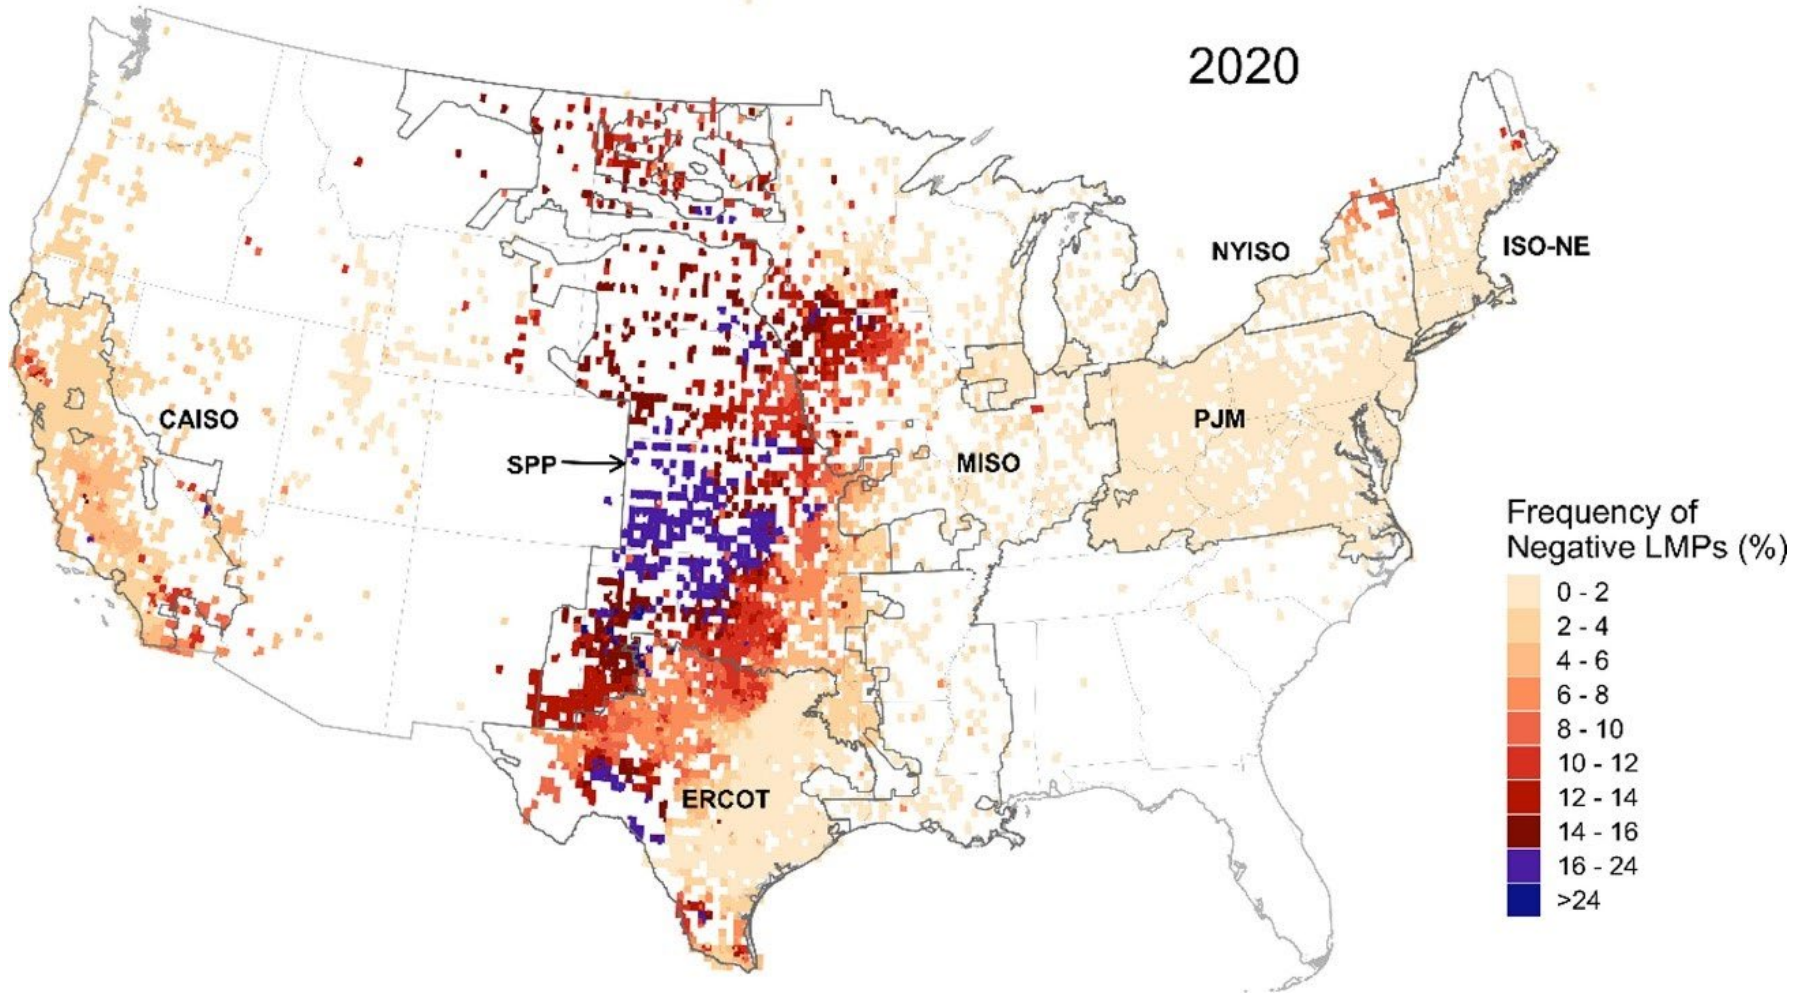 2020
NYISO
ISO-NE
CAISO
PJM
SPP
MISO
ERCOT
Frequency of
Negative LMPs (%)
0 - 2
2 - 4
4 - 6
6 - 8
8 - 10
10 - 12
12 - 14
14 - 16
16 - 24
>24